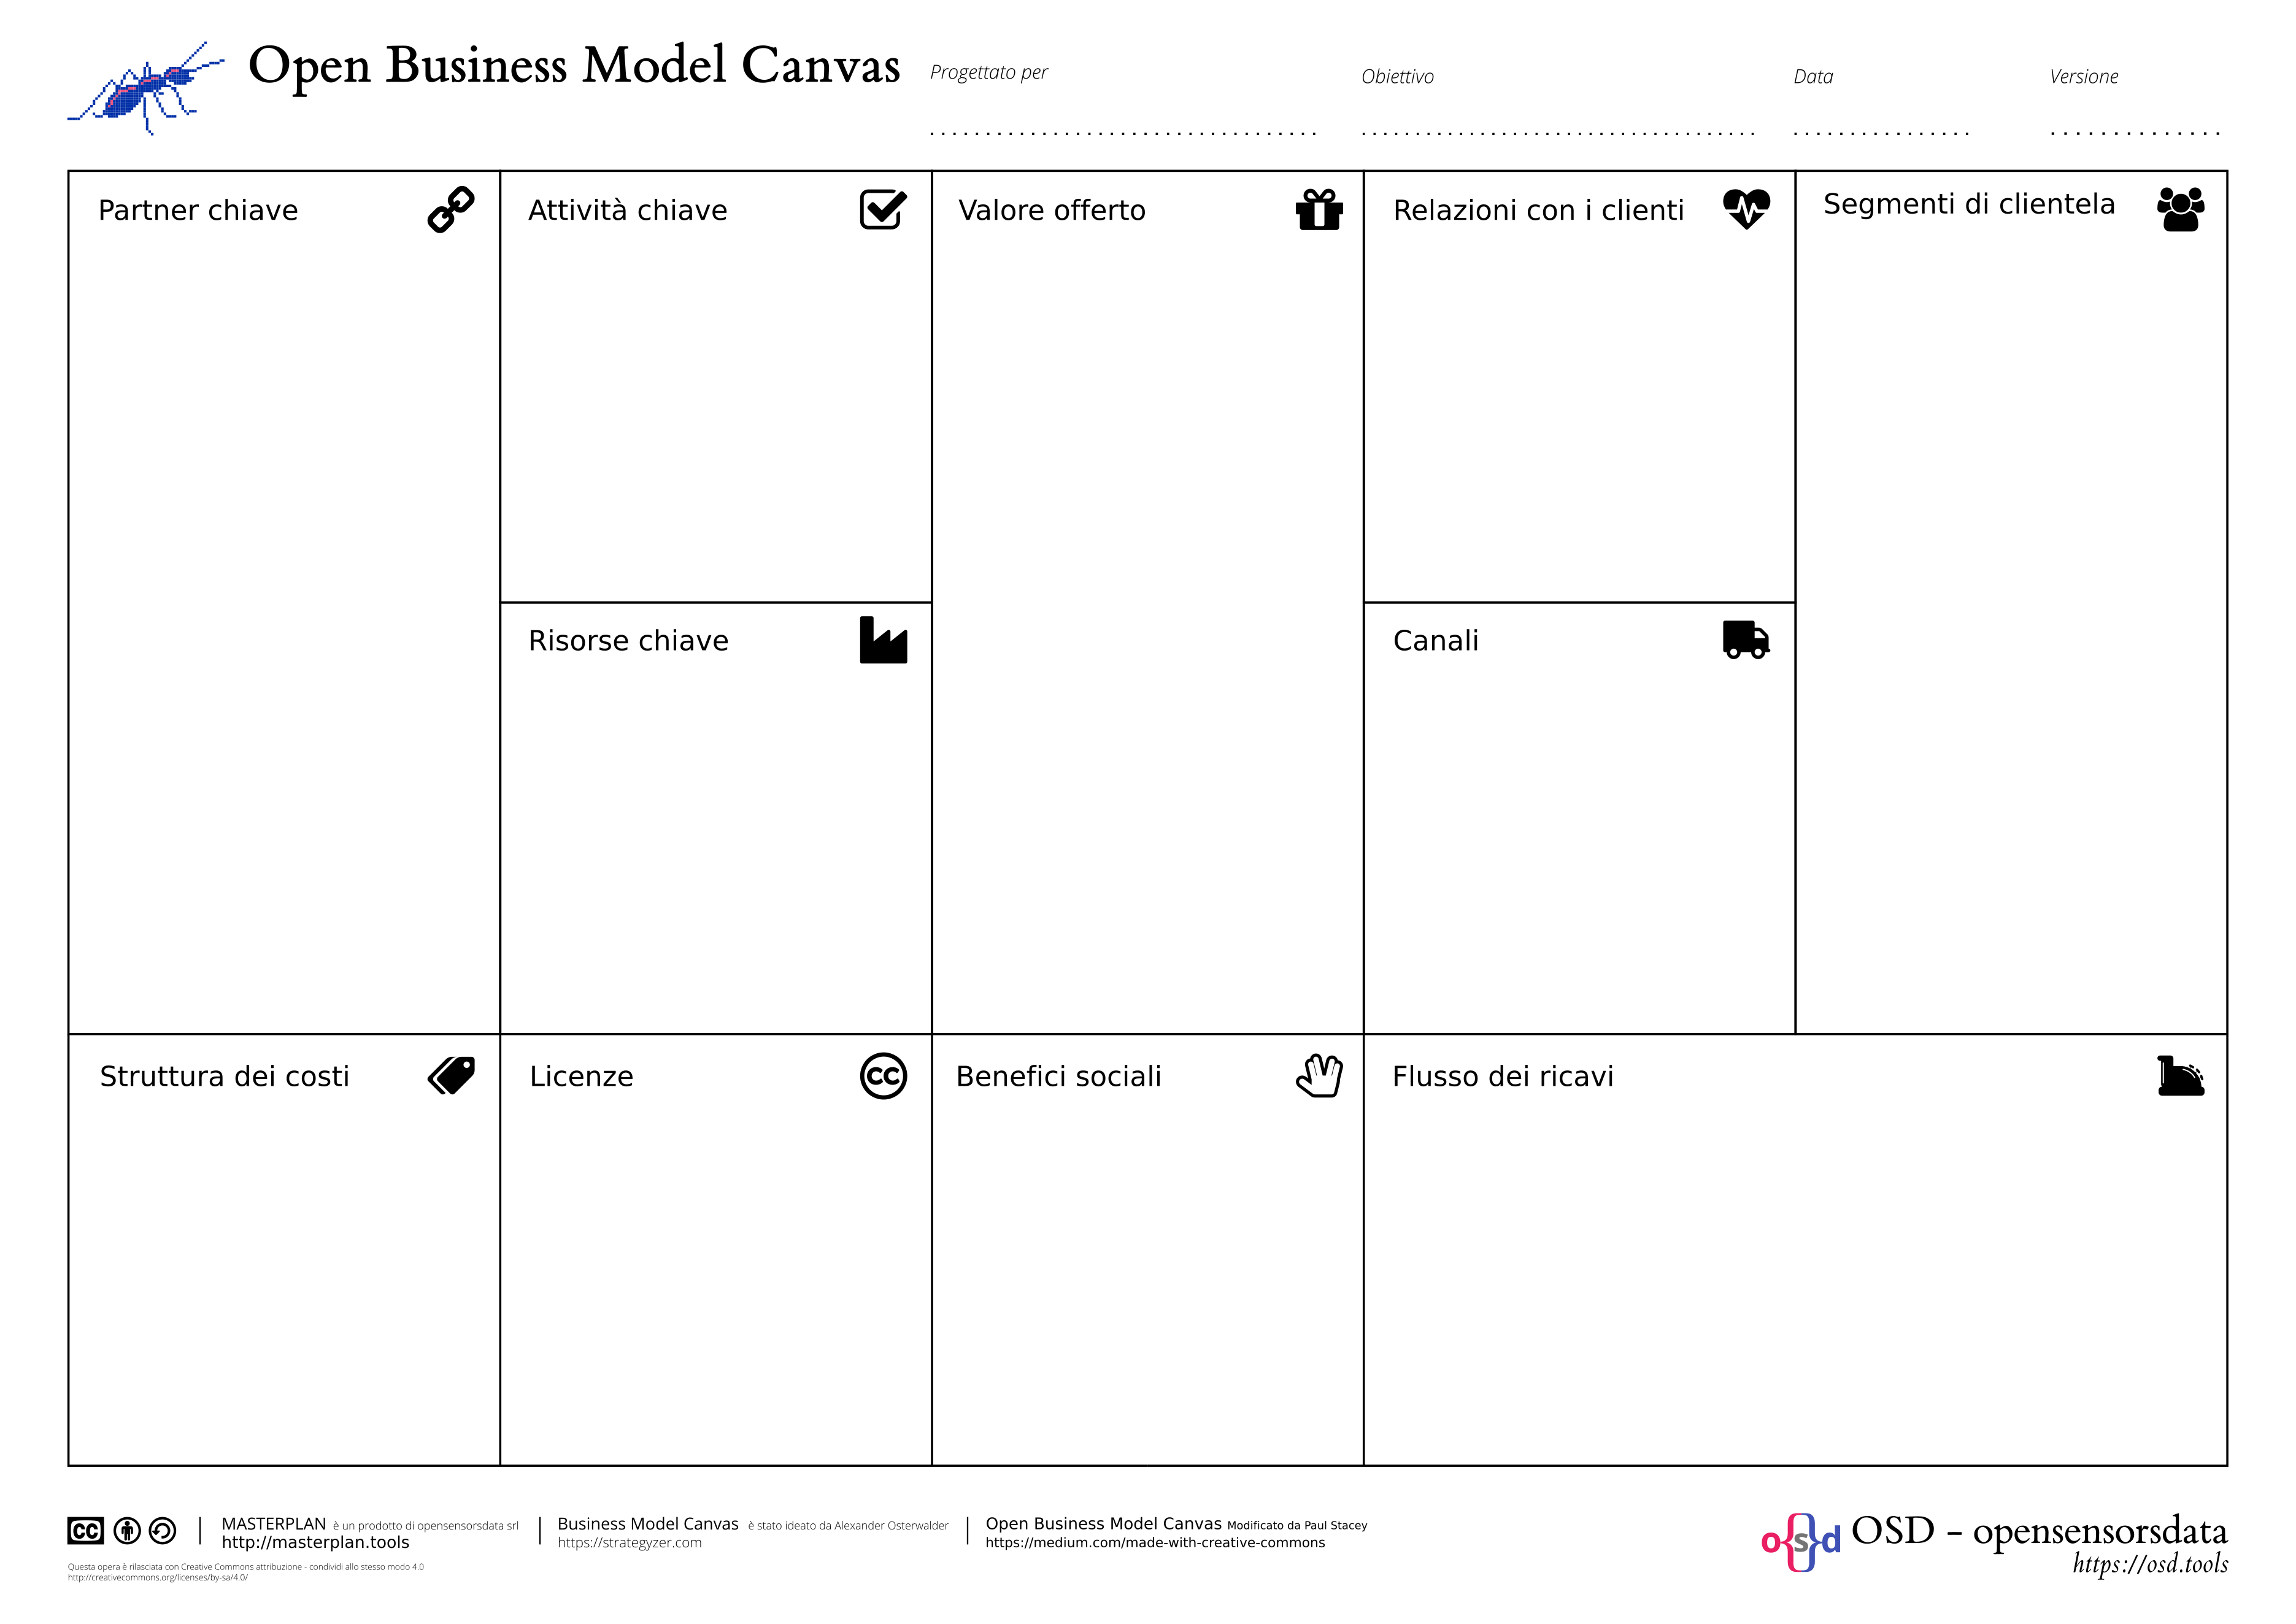 Open Business Model Canvas
Progettato per
Obiettivo
Data
Versione
Partner chiave
Attività chiave
Valore offerto
Relazioni con i clienti
Segmenti di clientela
Risorse chiave
Canali
Struttura dei costi
Licenze
CC
Benefici sociali
Flusso dei ricavi
CC
MASTERPLAN è un prodotto di opensensorsdata srl
http://masterplan.tools
Business Model Canvas è stato ideato da Alexander Osterwalder
https://strategyzer.com
Open Business Model Canvas Modificato da Paul Stacey
https://medium.com/made-with-creative-commons
Questa opera è rilasciata con Creative Commons attribuzione - condividi allo stesso modo 4.0
http://creativecommons.org/licenses/by-sa/4.0/
o{s}d OSD - opensensorsdata
https://osd.tools